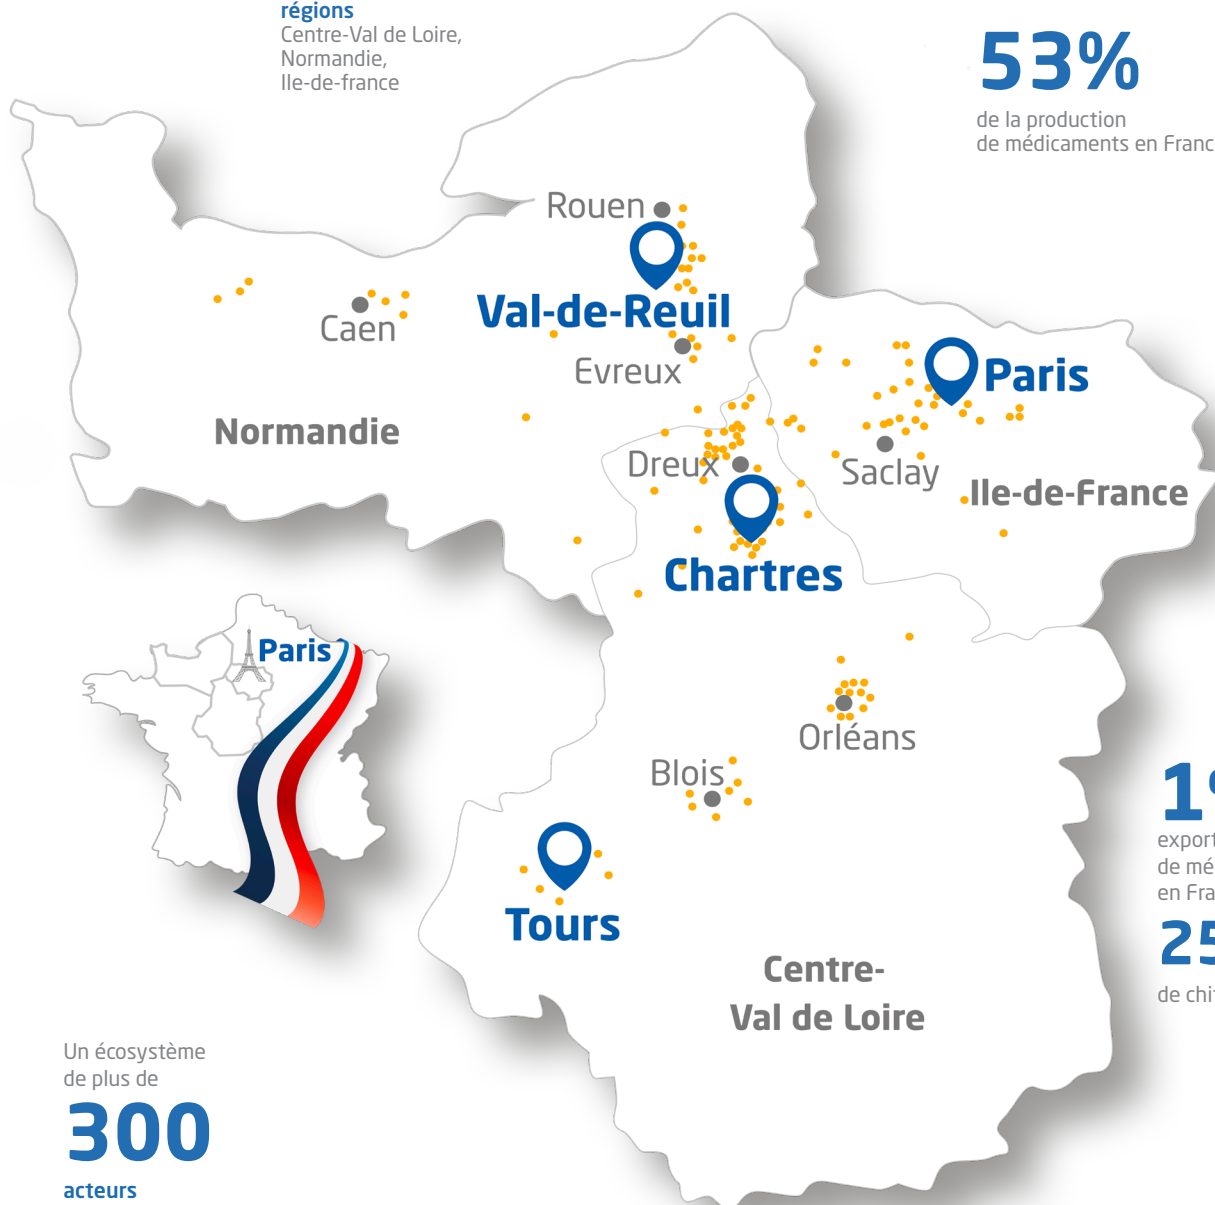 régions
Centre-Val de Loire,
Normandie,
Ile-de-france
53%
de la production
de médicaments en Franc
Rouen
Val-de-Reuil
Caen
Evreux
Paris
Normandie
Dreux
Saclay
Ile-de-France
Chartres
Paris
Orléans
Blois
Tours
Centre-
Val de Loire
1
export
de mé
en Fra
25
de chi
Un écosystème
de plus de
300
acteurs